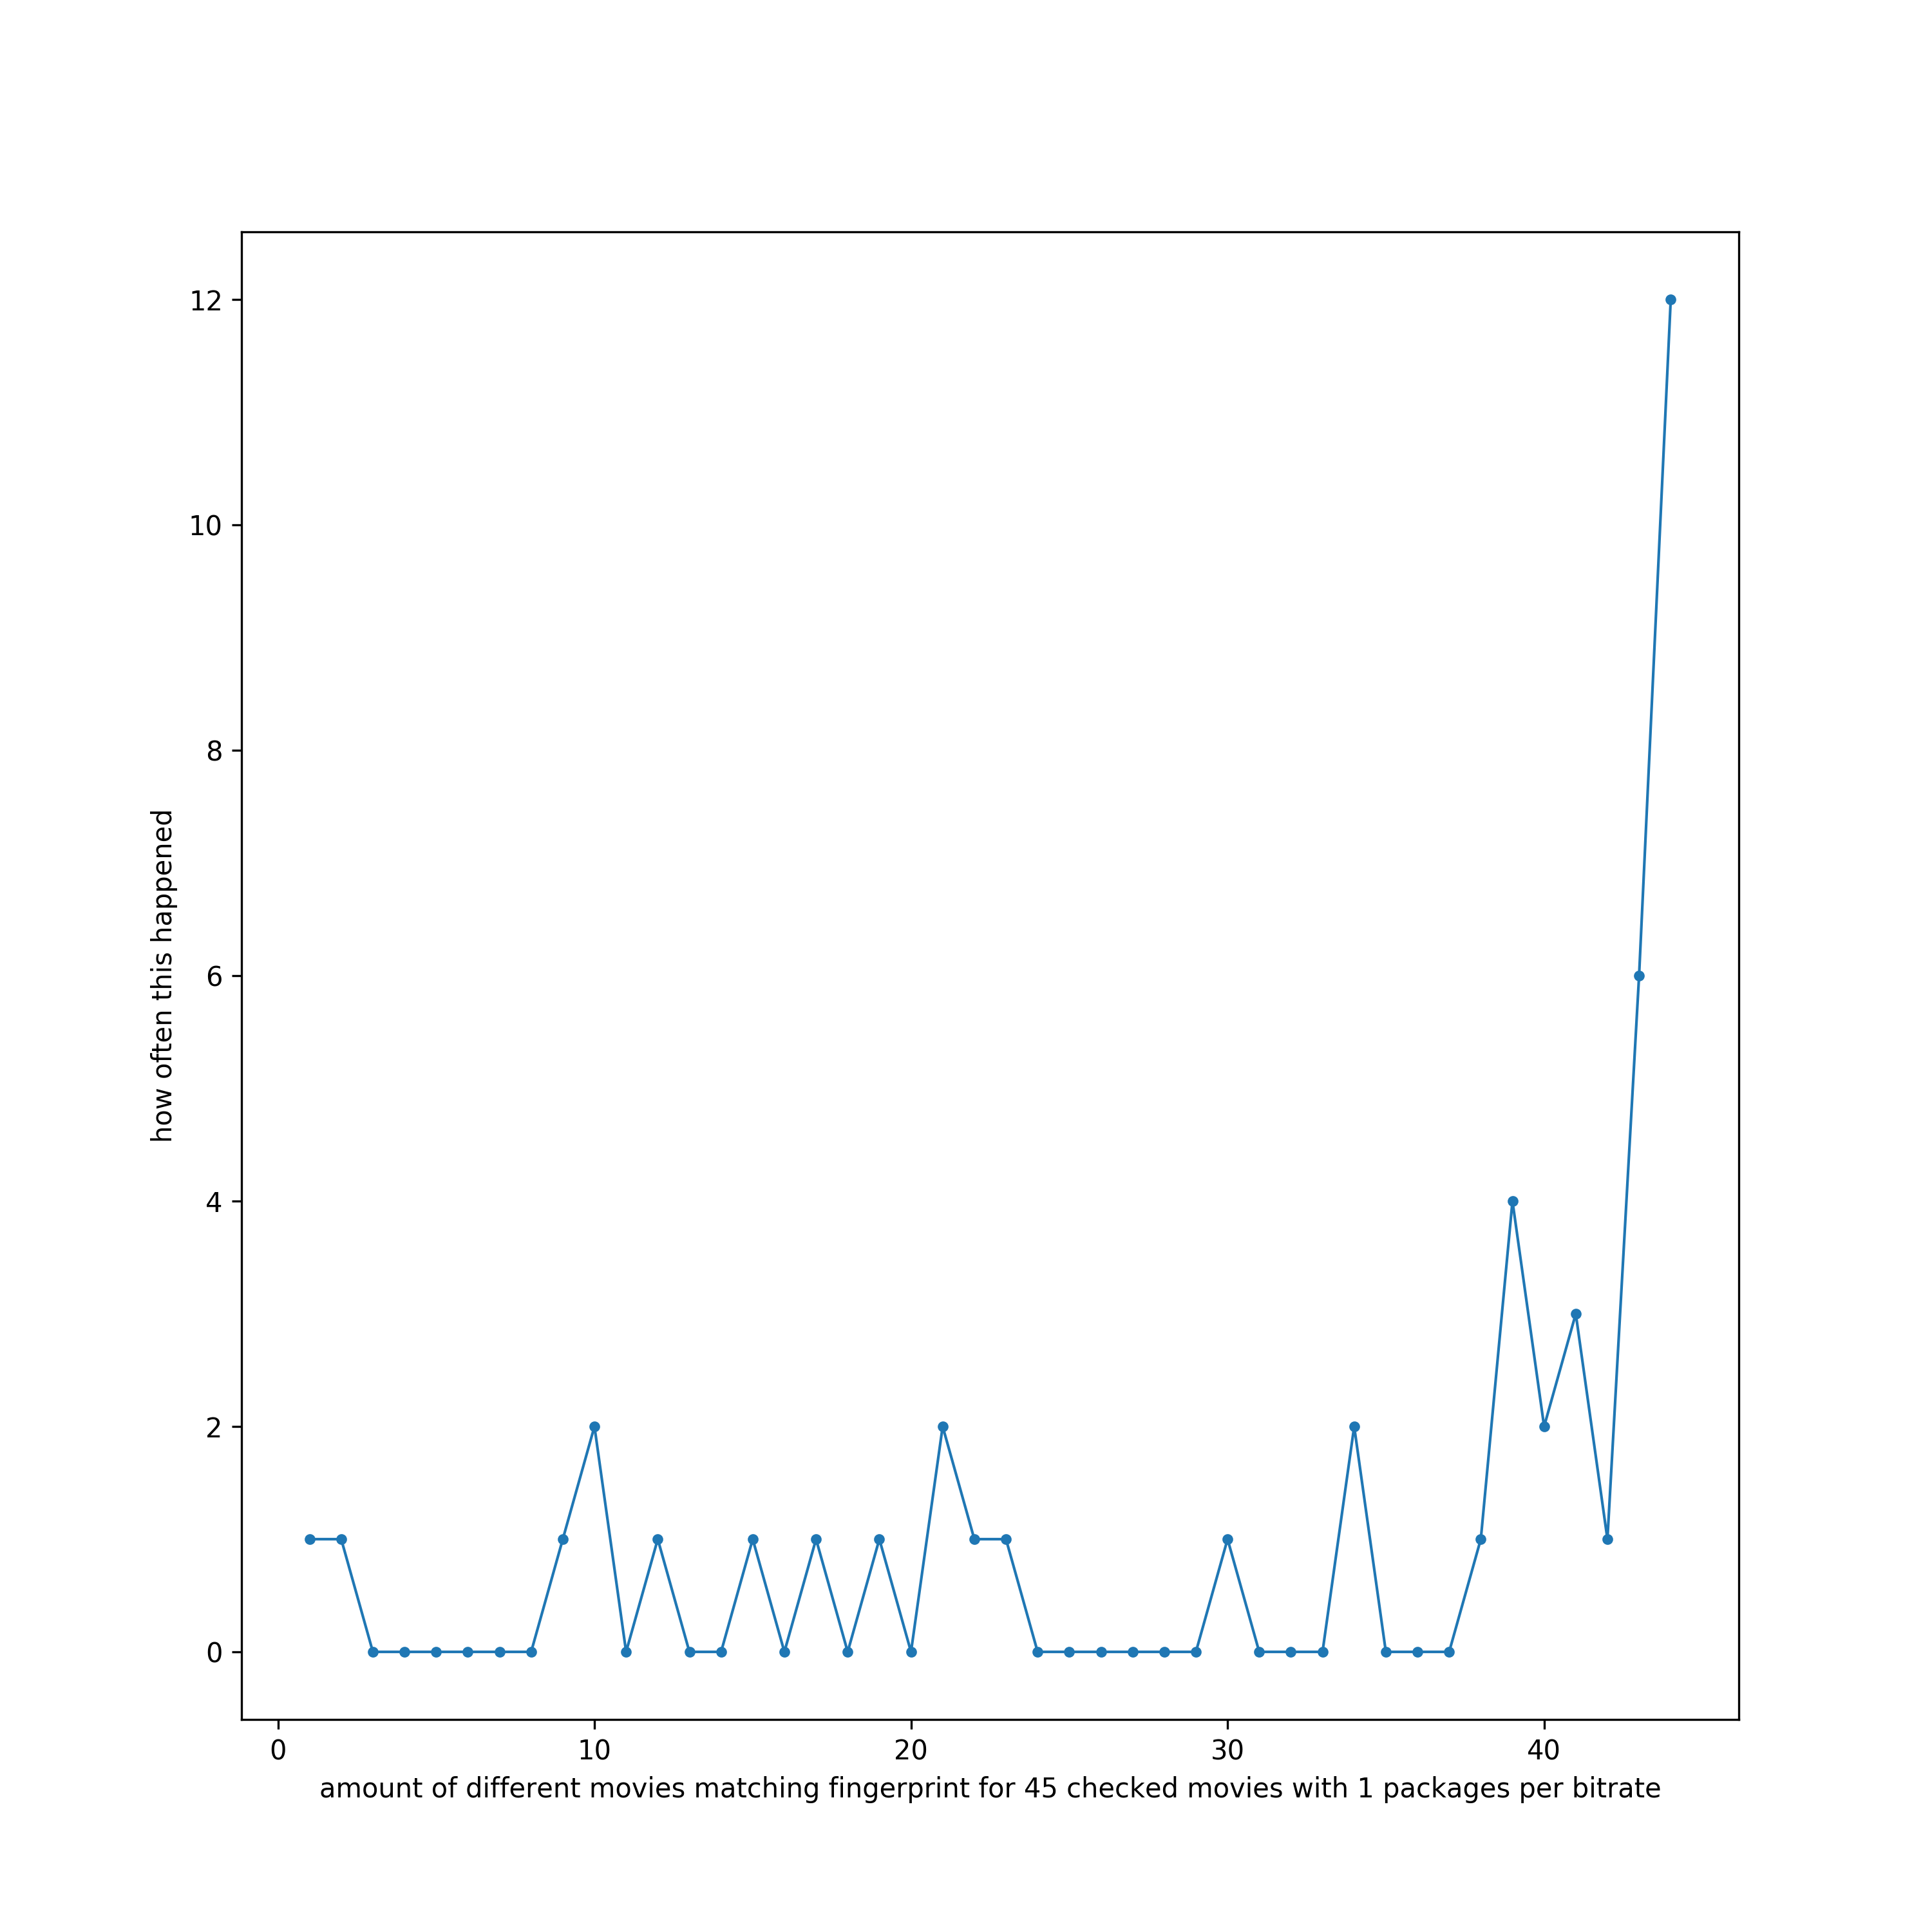 12
10
8
6
4
2
0
how often this happened
0 10 20 30 40
amount of different movies matching fingerprint for 45 checked movies with 1 packages per bitrate